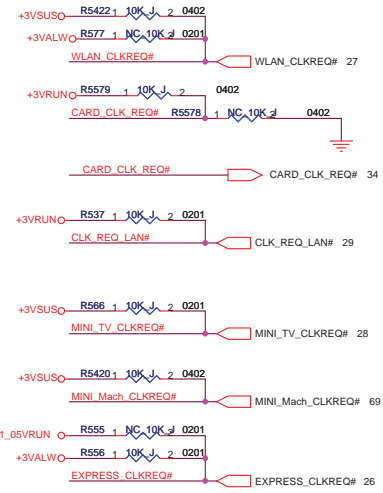 +3VSUS R5422 1 10K_J 2 0402
+3VALW R577 1 NC_10K_J 2 0201
WLAN_CLKREQ# WLAN_CLKREQ# 27
R5579 10K_J 0402
+3VRUN 1 2
CARD_CLK_REQ# R5578 1 NC_10K_J 2 0402
CARD_CLK_REQ# CARD_CLK_REQ# 34
+3VRUN R537 1 10K_J 2 0201
CLK_REQ_LAN# CLK_REQ_LAN# 29
+3VSUS R566 1 10K_J 2 0201
MINI_TV_CLKREQ# MINI_TV_CLKREQ# 28
+3VSUS R5420 1 10K_J 2 0402
MINI_Mach_CLKREQ# MINI_Mach_CLKREQ# 69
1_05VRUN R555 1 NC_10K_J 2 0201
+3VALW R556 1 10K_J 2 0201
EXPRESS_CLKREQ# EXPRESS_CLKREQ# 26